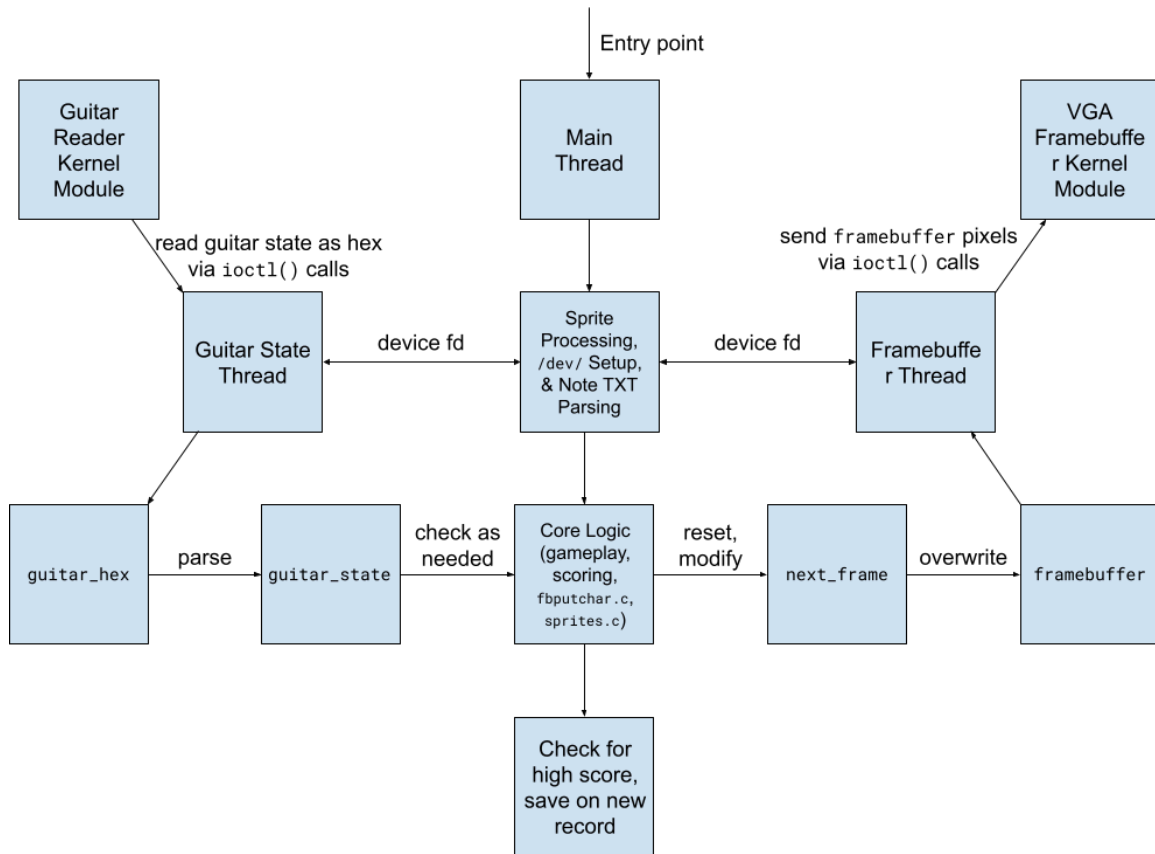 Entry point
Guitar
Reader
Kernel
Module
Main
Thread
VGA
Framebuffe
r Kernel
Module
read guitar state as hex
via ioctl() calls
send framebuffer pixels
via ioctl() calls
Guitar State
Thread
device fd
Sprite
Processing,
/dev/ Setup,
& Note TXT
Parsing
device fd
Framebuffe
r Thread
guitar_hex
parse
guitar_state
check as
needed
Core Logic
(gameplay,
scoring,
fbputchar.c,
sprites.c)
reset,
modify
next_frame
overwrite
framebuffer
Check for
high score,
save on new
record